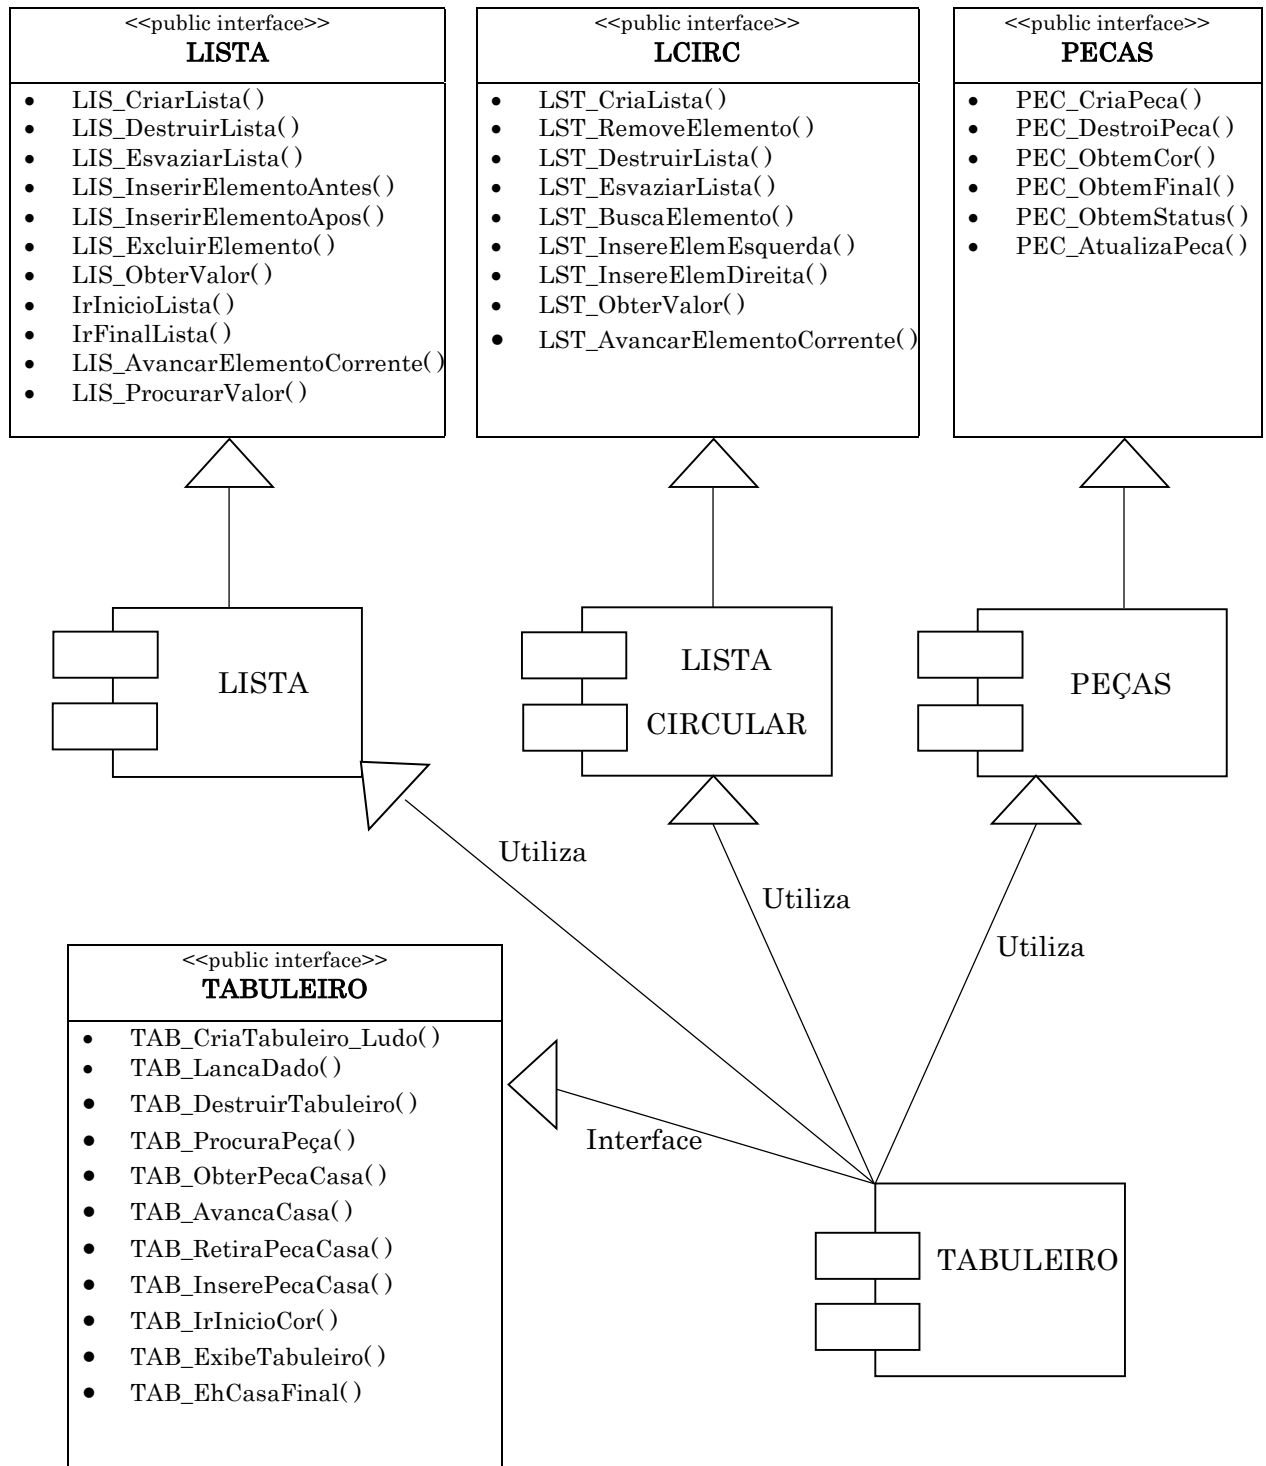 <<public interface>>
LISTA
• LIS_CriarLista( )
• LIS_DestruirLista( )
• LIS_EsvaziarLista( )
• LIS_InserirElementoAntes( )
• LIS_InserirElementoApos( )
• LIS_ExcluirElemento( )
• LIS_ObterValor( )
• IrInicioLista( )
• IrFinalLista( )
• LIS_AvancarElementoCorrente( )
• LIS_ProcurarValor( )
<<public interface>>
LCIRC
• LST_CriaLista( )
• LST_RemoveElemento( )
• LST_DestruirLista( )
• LST_EsvaziarLista( )
• LST_BuscaElemento( )
• LST_InsereElemEsquerda( )
• LST_InsereElemDireita( )
• LST_ObterValor( )
• LST_AvancarElementoCorrente( )
<<public interface>>
PECAS
• PEC_CriaPeca( )
• PEC_DestroiPeca( )
• PEC_ObtemCor( )
• PEC_ObtemFinal( )
• PEC_ObtemStatus( )
• PEC_AtualizaPeca( )
LISTA
LISTA
CIRCULAR
PEÇAS
Utiliza
Utiliza
Utiliza
<<public interface>>
TABULEIRO
• TAB_CriaTabuleiro_Ludo( )
• TAB_LancaDado( )
• TAB_DestruirTabuleiro( )
• TAB_ProcuraPeça( )
• TAB_ObterPecaCasa( )
• TAB_AvancaCasa( )
• TAB_RetiraPecaCasa( )
• TAB_InserePecaCasa( )
• TAB_IrInicioCor( )
• TAB_ExibeTabuleiro( )
• TAB_EhCasaFinal( )
Interface
TABULEIRO